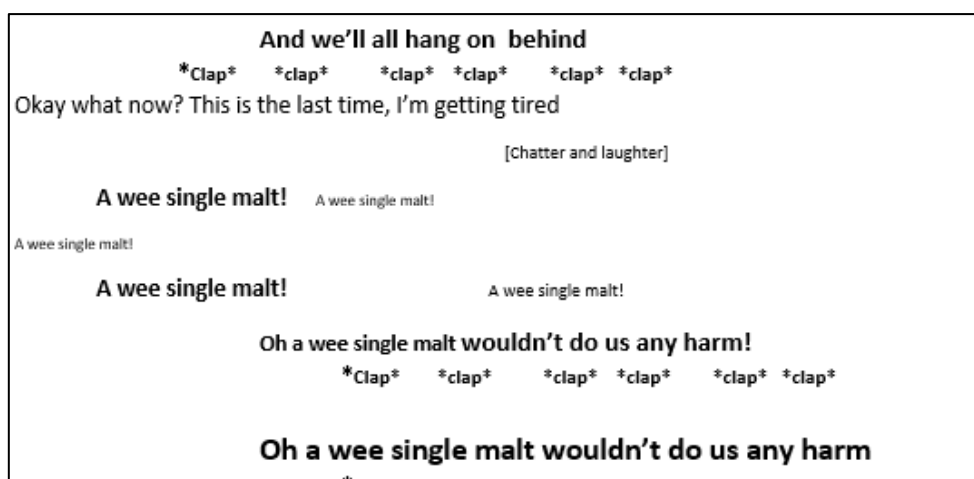 And we’ll all hang on behind
*Clap* *clap* *clap* *clap* *clap* *clap*
Okay what now? This is the last time, I’m getting tired
[Chatter and laughter]
A wee single malt! A wee single malt!
A wee single malt!
A wee single malt! A wee single malt!
Oh a wee single malt wouldn’t do us any harm!
*Clap* *clap* *clap* *clap* *clap* *clap*
Oh a wee single malt wouldn’t do us any harm